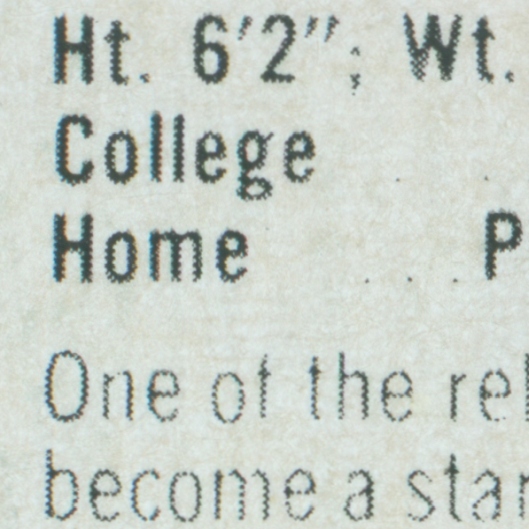 Ht. 6'2"; Wt.
College
Home . . . P
One of the rel
become a star